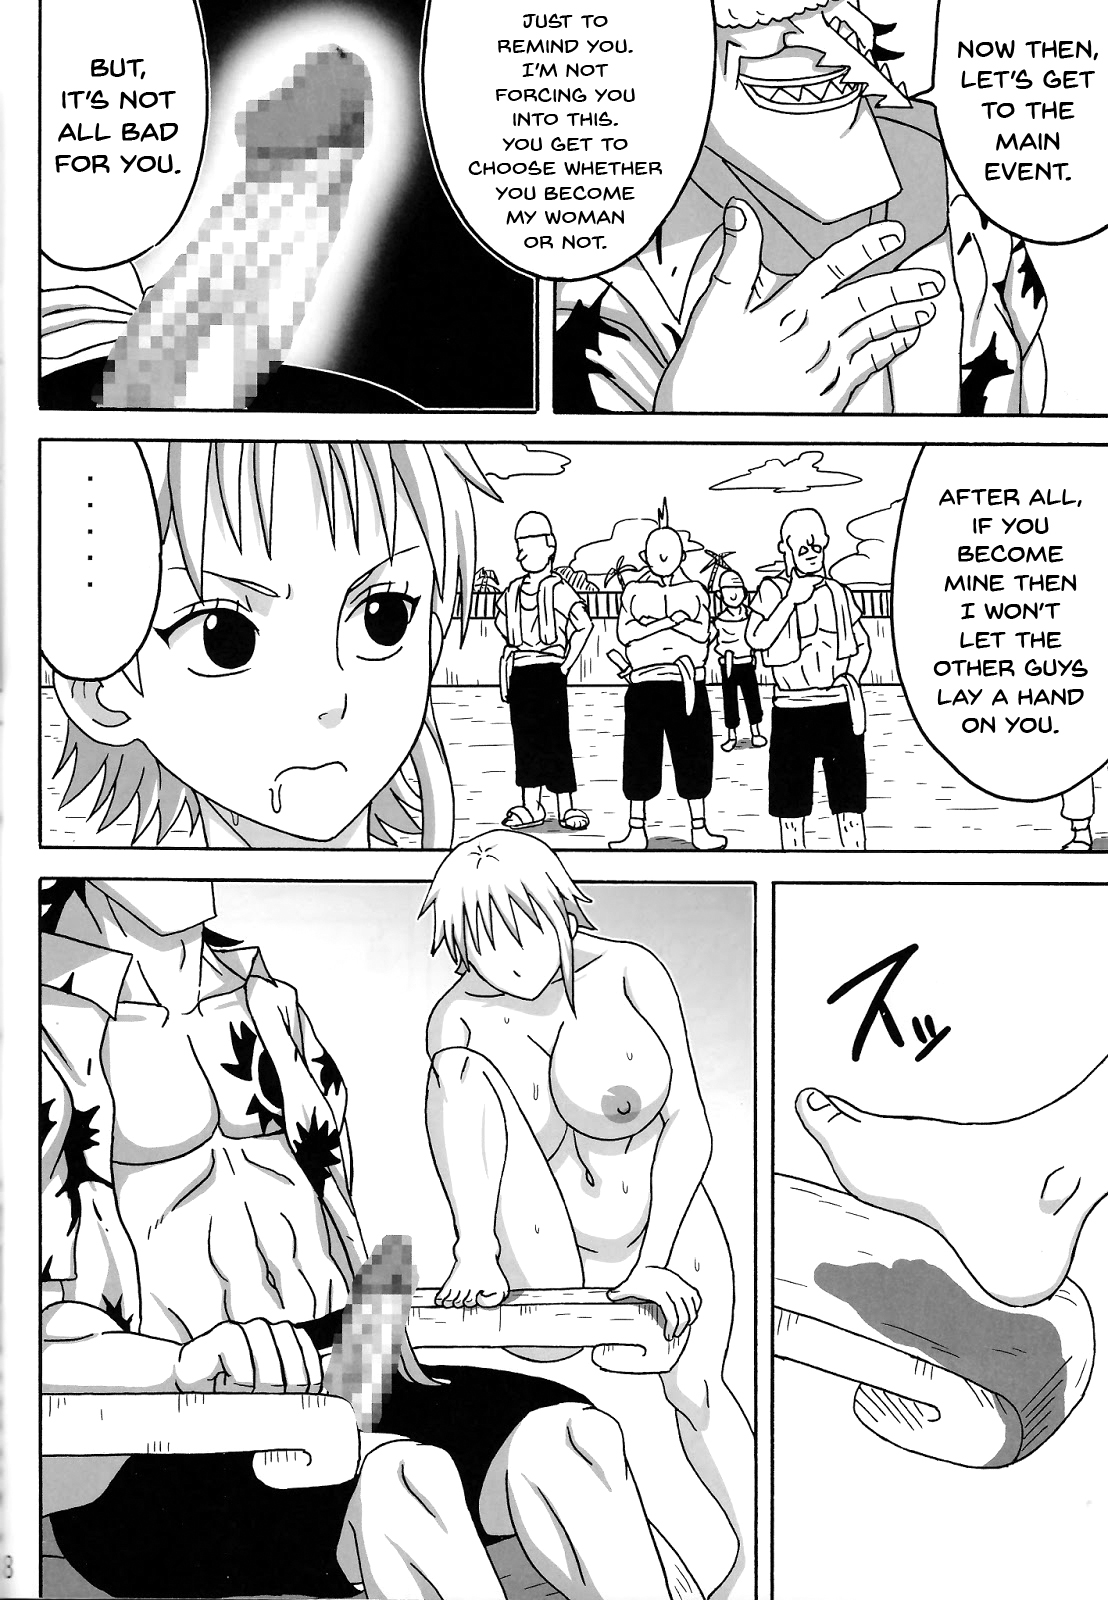 NOW THEN,
LET'S GET
TO THE
MAIN
EVENT.
JUST TO
REMIND YOU.
I'M NOT
FORCING YOU
INTO THIS.
YOU GET TO
CHOOSE WHETHER
YOU BECOME
MY WOMAN
OR NOT.
BUT,
IT'S NOT
ALL BAD
FOR YOU.
AFTER ALL,
IF YOU
BECOME
MINE THEN
I WON'T
LET THE
OTHER GUYS
LAY A HAND
ON YOU.
.....
スッ
8